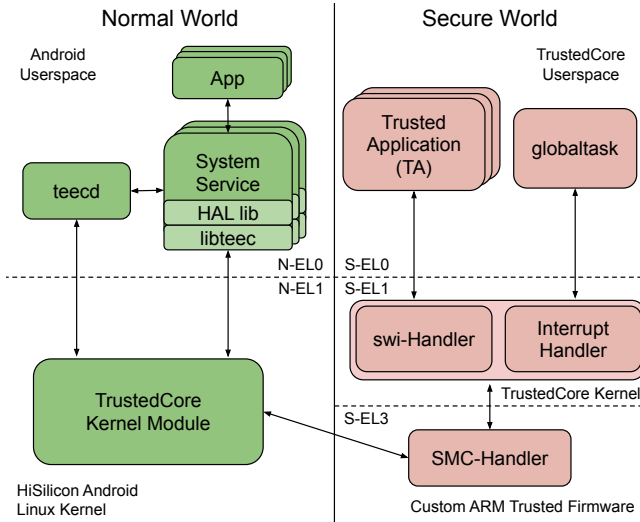 Normal World
Secure World
Android
Userspace
TrustedCore
Userspace
App
Trusted
Application
(TA)
globaltask
System
Service
teecd
HAL lib
libteec
N-EL0
S-EL0
N-EL1
S-EL1
swi-Handler
Interrupt
Handler
TrustedCore Kernel
TrustedCore
Kernel Module
S-EL3
SMC-Handler
HiSilicon Android
Linux Kernel
Custom ARM Trusted Firmware